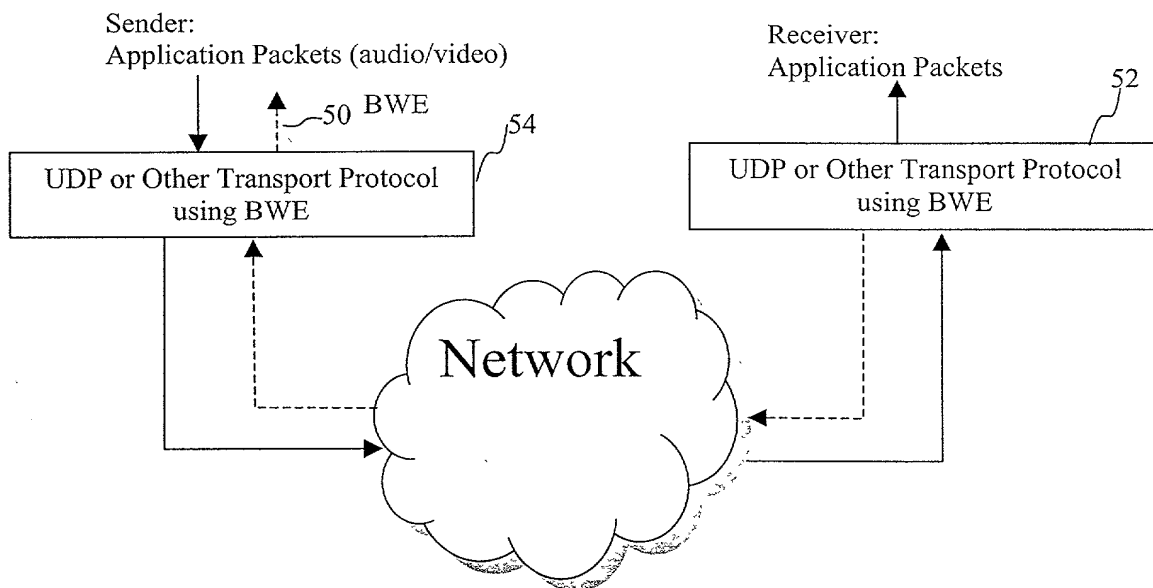 Sender:
Application Packets (audio/video)
50
BWE
54
UDP or Other Transport Protocol
using BWE
Receiver:
Application Packets
52
UDP or Other Transport Protocol
using BWE
Network